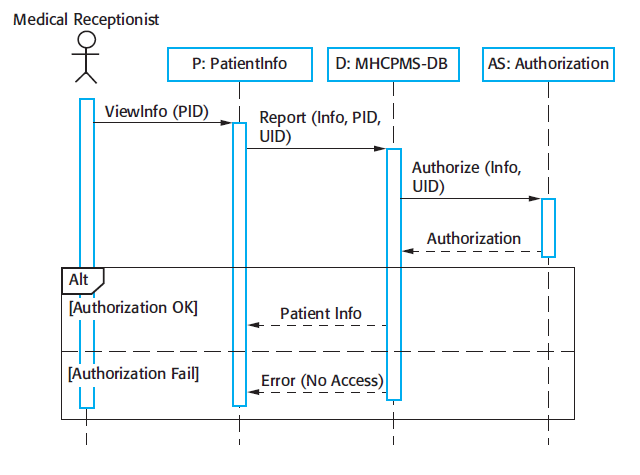 Medical Receptionist
P: PatientInfo
D: MHCPMS-DB
AS: Authorization
ViewInfo (PID)
Report (Info, PID,
UID)
Authorize (Info,
UID)
Authorization
Alt
[Authorization OK]
Patient Info
[Authorization Fail]
Error (No Access)